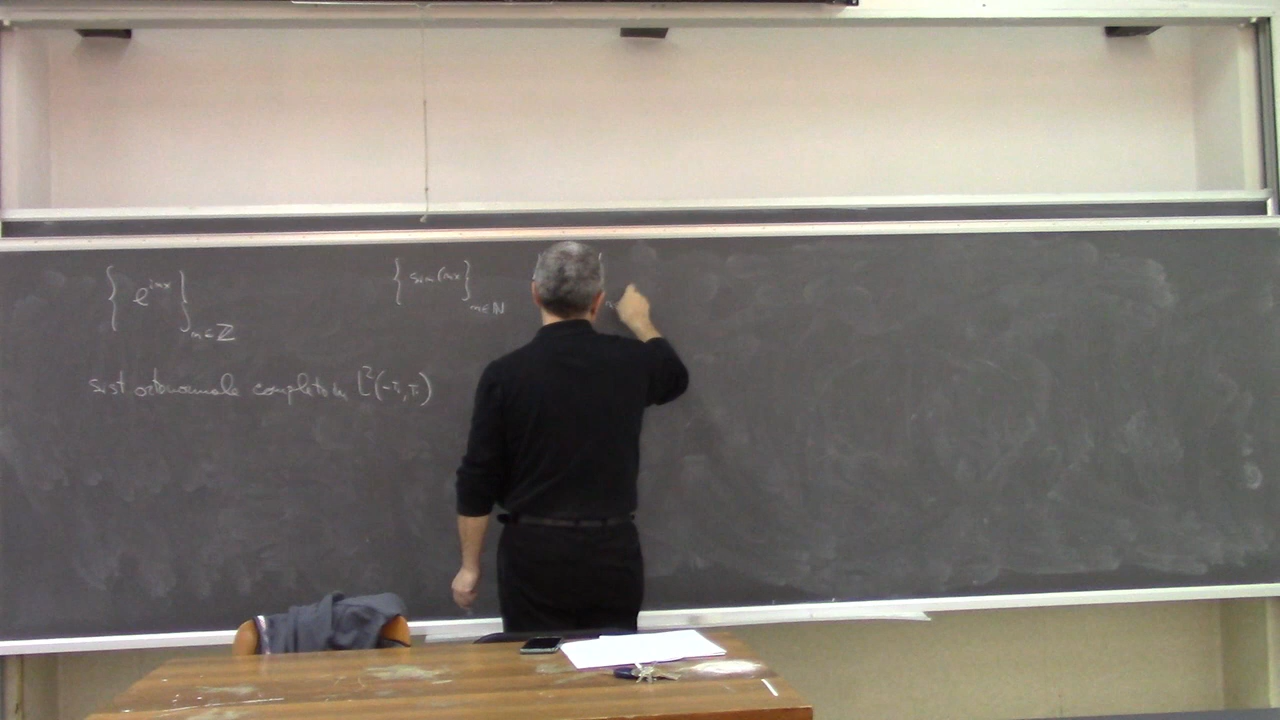 {e^{inx}}_{n∈ℤ} {sin(nx}_{n∈ℕ}
sist ortonormale completo in L²(-π,π)